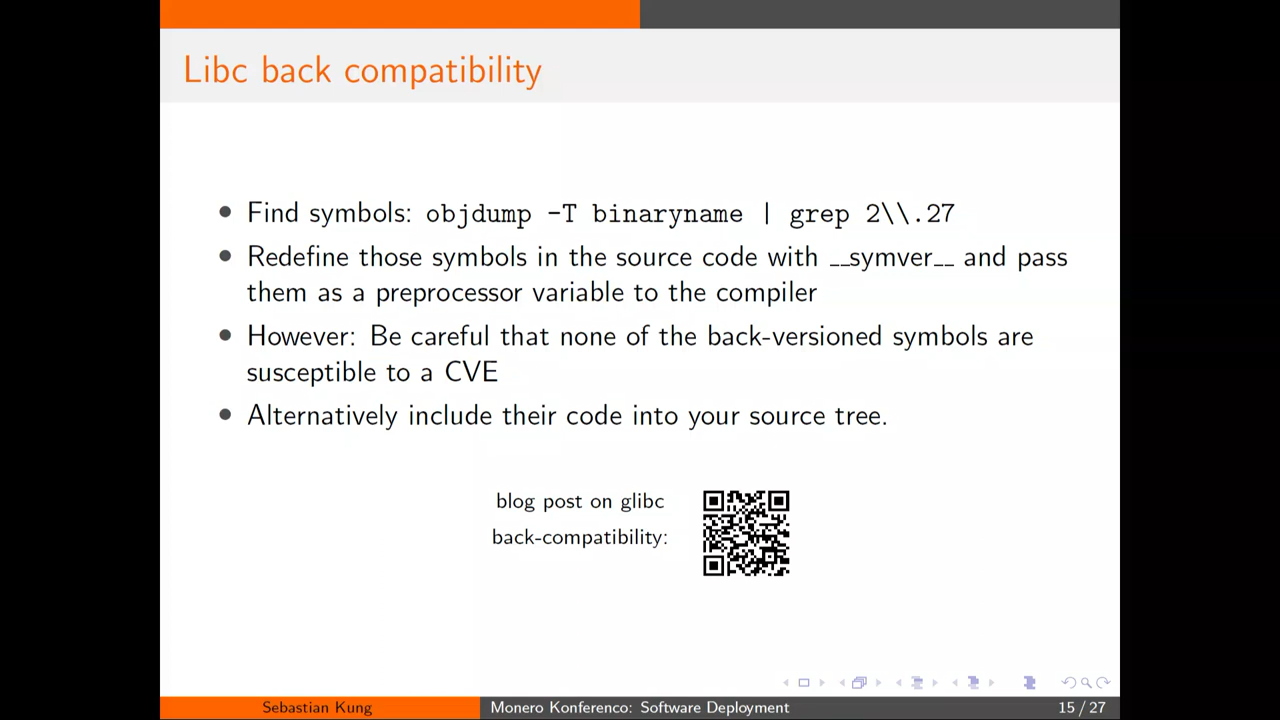 Libc back compatibility
Find symbols: objdump -T binaryname | grep 2\\.27
Redefine those symbols in the source code with __symver__ and pass
them as a preprocessor variable to the compiler
However: Be careful that none of the back-versioned symbols are
susceptible to a CVE
Alternatively include their code into your source tree.
blog post on glibc
back-compatibility:
Sebastian Kung
Monero Konferenco: Software Deployment
15 / 27